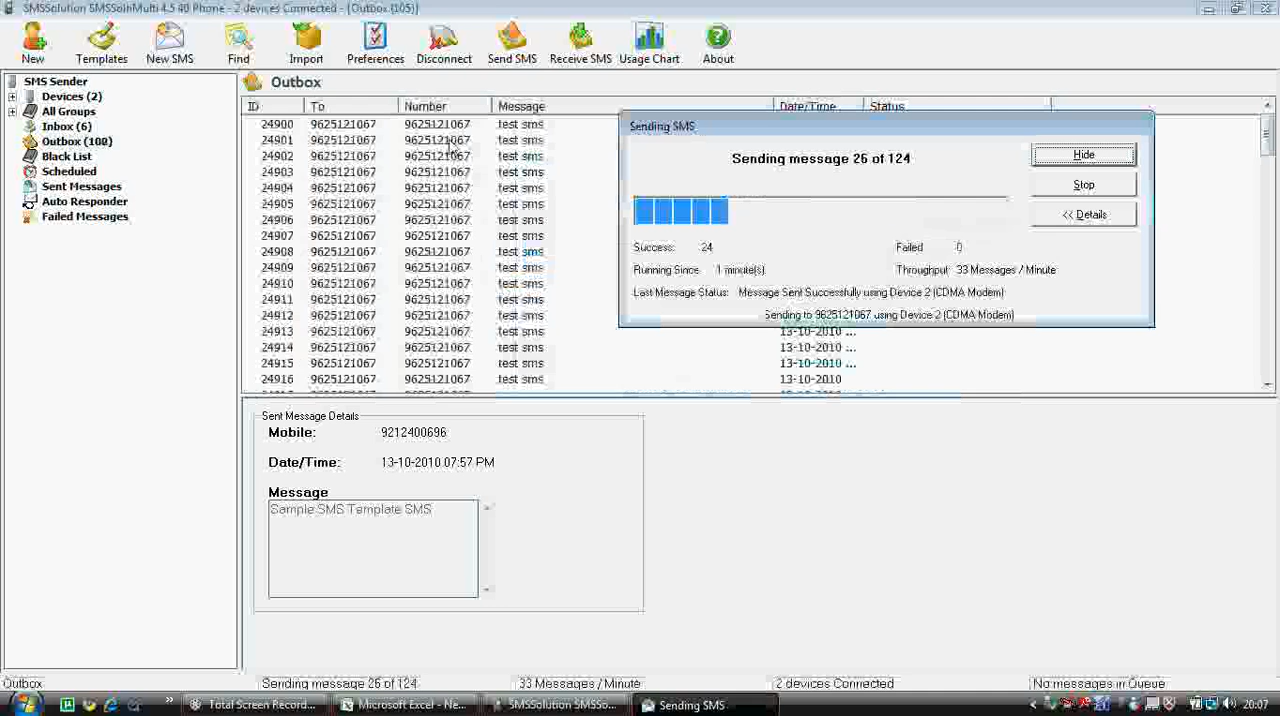 SMSSolution SMSSolnMulti 4.5 40 Phone - 2 devices Connected - [Outbox (105)]
New Templates New SMS Find Import Preferences Disconnect Send SMS Receive SMS Usage Chart About
SMS Sender
Devices (2)
All Groups
Inbox (6)
Outbox (100)
Black List
Scheduled
Sent Messages
Auto Responder
Failed Messages
Outbox
ID To Number Message Date/Time Status
24900 9625121067 9625121067 test sms
24901 9625121067 9625121067 test sms
24902 9625121067 9625121067 test sms
24903 9625121067 9625121067 test sms
24904 9625121067 9625121067 test sms
24905 9625121067 9625121067 test sms
24906 9625121067 9625121067 test sms
24907 9625121067 9625121067 test sms
24908 9625121067 9625121067 test sms
24909 9625121067 9625121067 test sms
24910 9625121067 9625121067 test sms
24911 9625121067 9625121067 test sms
24912 9625121067 9625121067 test sms
24913 9625121067 9625121067 test sms 13-10-2010 ...
24914 9625121067 9625121067 test sms 13-10-2010 ...
24915 9625121067 9625121067 test sms 13-10-2010 ...
24916 9625121067 9625121067 test sms 13-10-2010
Sending SMS
Sending message 26 of 124
Hide
Stop
<< Details
Success: 24 Failed 0
Running Since 1 minute(s) Throughput 33 Messages / Minute
Last Message Status: Message Sent Successfully using Device 2 (CDMA Modem)
Sending to 9625121067 using Device 2 (CDMA Modem)
Sent Message Details
Mobile: 9212400696
Date/Time: 13-10-2010 07:57 PM
Message
Sample SMS Template SMS
Outbox Sending message 26 of 124 33 Messages / Minute 2 devices Connected No messages in Queue
Total Screen Record... Microsoft Excel - Ne... SMSSolution SMSSo... Sending SMS 20:07